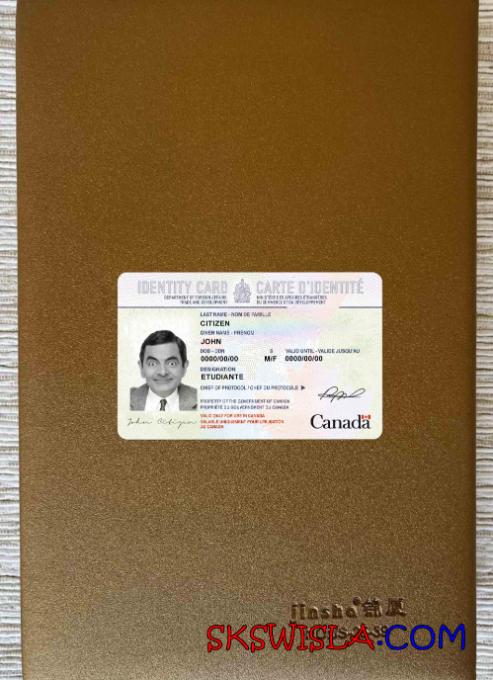 IDENTITY CARD CARTE D'IDENTITÉ
DEPARTMENT OF FOREIGN AFFAIRS
TRADE AND DEVELOPMENT
MINISTÈRE DES AFFAIRES ÉTRANGÈRES
DU COMMERCE ET DU DÉVELOPPEMENT
LAST NAME - NOM DE FAMILLE
CITIZEN
GIVEN NAME - PRÉNOM
JOHN
DOB - DDN S VALID UNTIL - VALIDE JUSQU'AU
0000/00/00 M/F 0000/00/00
DESIGNATION
ETUDIANTE
CHIEF OF PROTOCOL / CHEF DU PROTOCOLE
PROPERTY OF THE GOVERNMENT OF CANADA
PROPRIÉTÉ DU GOUVERNEMENT DU CANADA
VALID ONLY FOR USE IN CANADA
VALABLE UNIQUEMENT POUR UTILISATION
AU CANADA
John Citizen
Canada
jinsha
SKSWISLA.COM